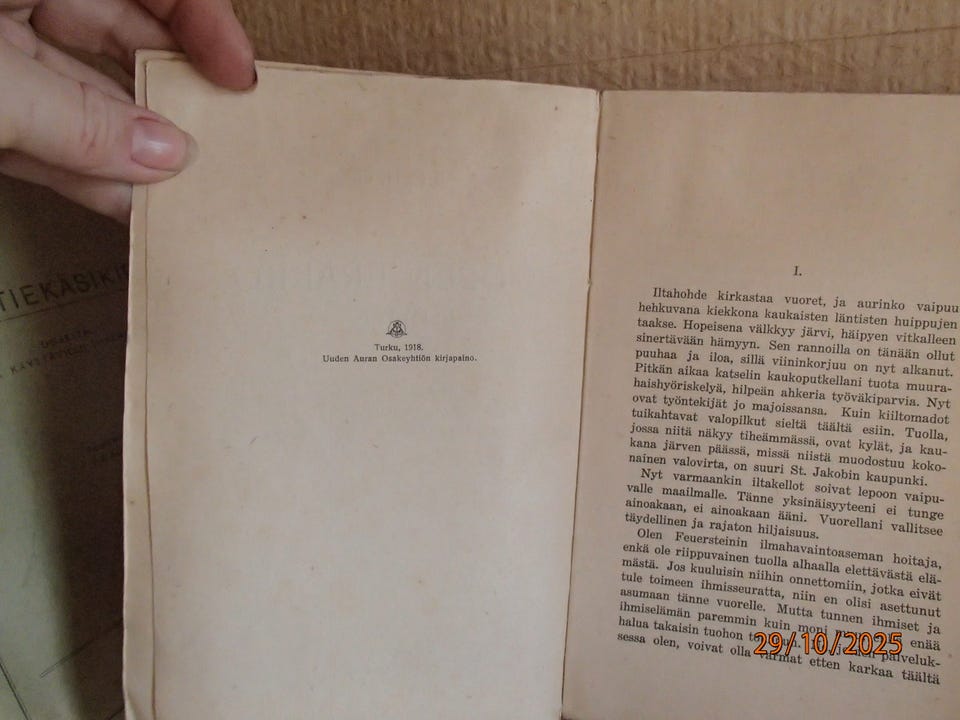 TIEKÄSIKI
Turku, 1918.
Uuden Auran Osakeyhtiön kirjapaino.
I.
Iltahohde kirkastaa vuoret, ja aurinko vaipuu
hehkuvana kiekkona kaukaisten läntisten huippujen
taakse. Hopeisena välkkyy järvi, häipyen vitkalleen
sinertävään hämyyn. Sen rannoilla on tänään ollut
puuhaa ja iloa, sillä viininkorjuu on nyt alkanut.
Pitkän aikaa katselin kaukoputkellani tuota muura-
haishyöriskelyä, hilpeän ahkeria työväkiparvia. Nyt
ovat työntekijät jo majoissansa. Kuin kiiltomadot
tuikahtavat valopilkut sieltä täältä esiin. Tuolla,
jossa niitä näkyy tiheämmässä, ovat kylät, ja kau-
kana järven päässä, missä niistä muodostuu koko-
nainen valovirta, on suuri St. Jakobin kaupunki.
Nyt varmaankin iltakellot soivat lepoon vaipu-
valle maailmalle. Tänne yksinäisyyteeni ei tunge
ainoakaan, ei ainoakaan ääni. Vuorellani vallitsee
täydellinen ja rajaton hiljaisuus.
Olen Feuersteinin ilmahavaintoaseman hoitaja,
enkä ole riippuvainen tuolla alhaalla elettävästä elä-
mästä. Jos kuuluisin niihin onnettomiin, jotka eivät
tule toimeen ihmisseuratta, niin en olisi asettunut
asumaan tänne vuorelle. Mutta tunnen ihmiset ja
ihmiselämän paremmin kuin moni enää
halua takaisin tuohon palveluk-
sessa olen, voivat olla varmat etten karkaa täältä
29/10/2025